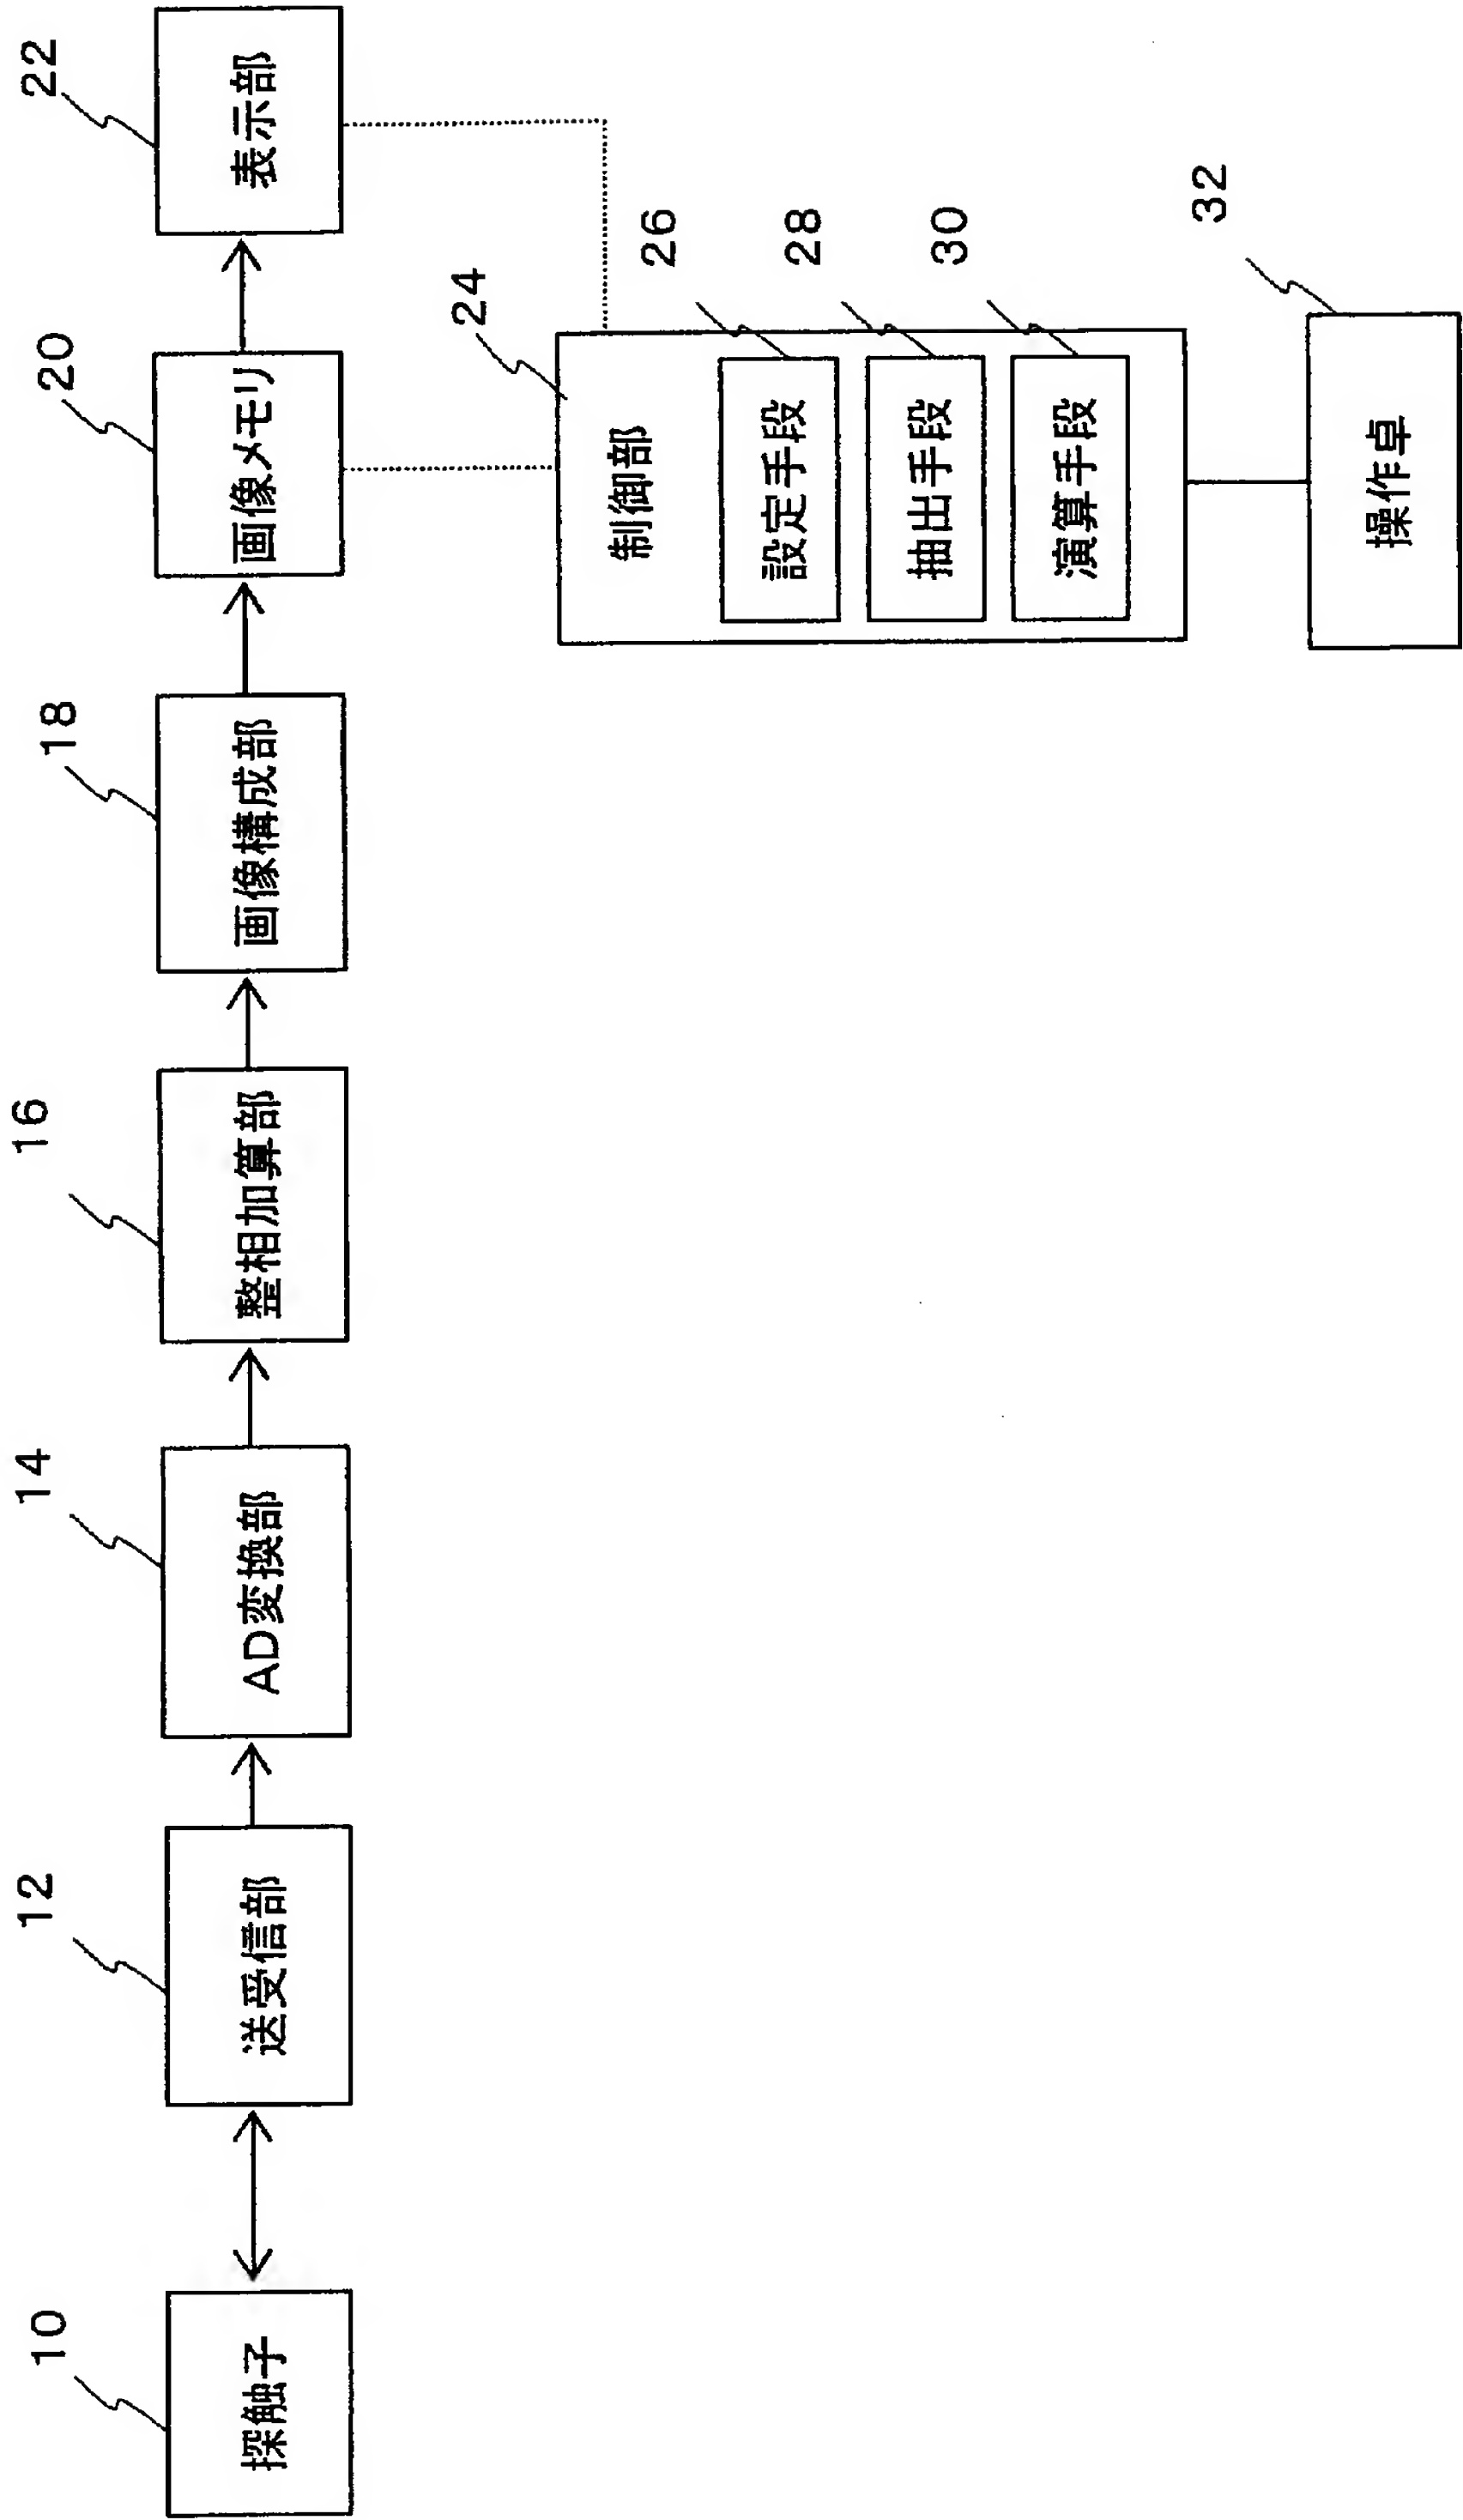 10
探触子
12
送受信部
14
AD変換部
16
整相加算部
18
画像構成部
20
画像メモリ
22
表示部
24
制御部
26
設定手段
28
抽出手段
30
演算手段
32
操作卓